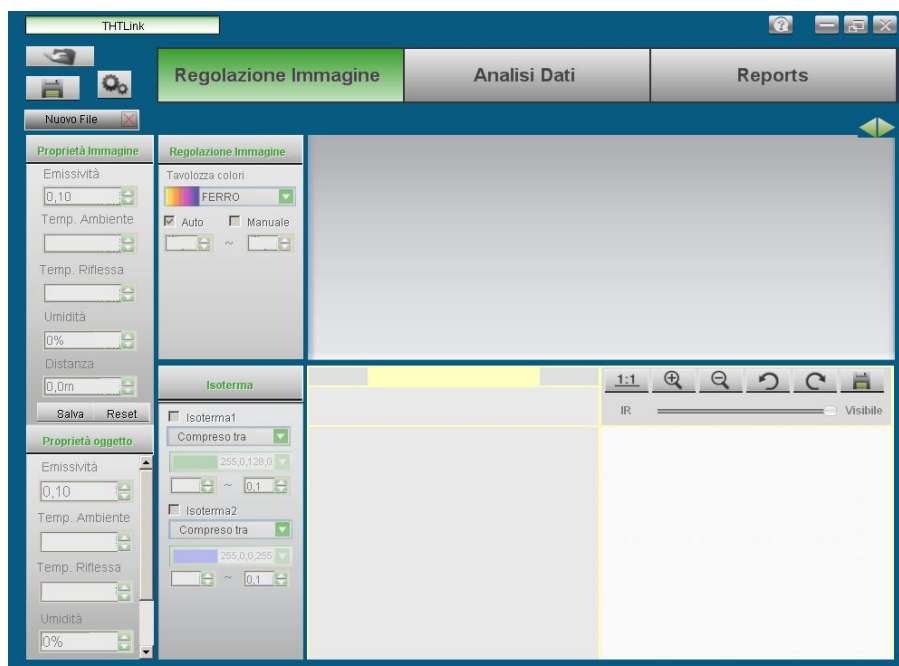 THTLink
Regolazione Immagine
Analisi Dati
Reports
Nuovo File
Proprietà Immagine
Emissività
0,10
Temp. Ambiente
Temp. Riflessa
Umidità
0%
Distanza
0,0m
Salva Reset
Proprietà oggetto
Emissività
0,10
Temp. Ambiente
Temp. Riflessa
Umidità
0%
Regolazione Immagine
Tavolozza colori
FERRO
Auto Manuale
~
Isoterma
Isoterma1
Compreso tra
255,0,128,0
~ 0,1
Isoterma2
Compreso tra
255,0,0,255
~ 0,1
1:1
IR Visibile